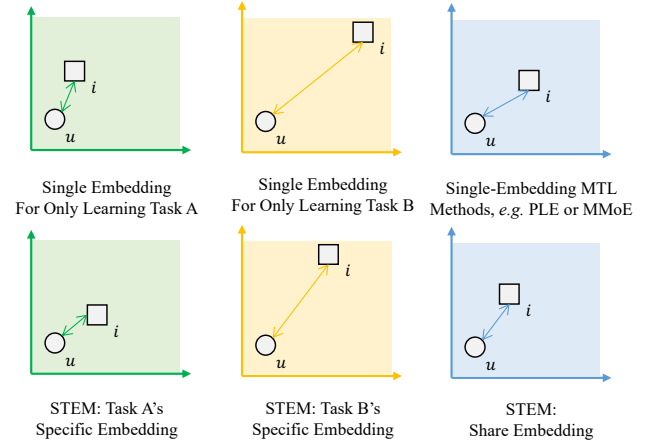 i
u
Single Embedding
For Only Learning Task A
i
u
Single Embedding
For Only Learning Task B
i
u
Single-Embedding MTL
Methods, e.g. PLE or MMoE
i
u
STEM: Task A's
Specific Embedding
i
u
STEM: Task B's
Specific Embedding
i
u
STEM:
Share Embedding